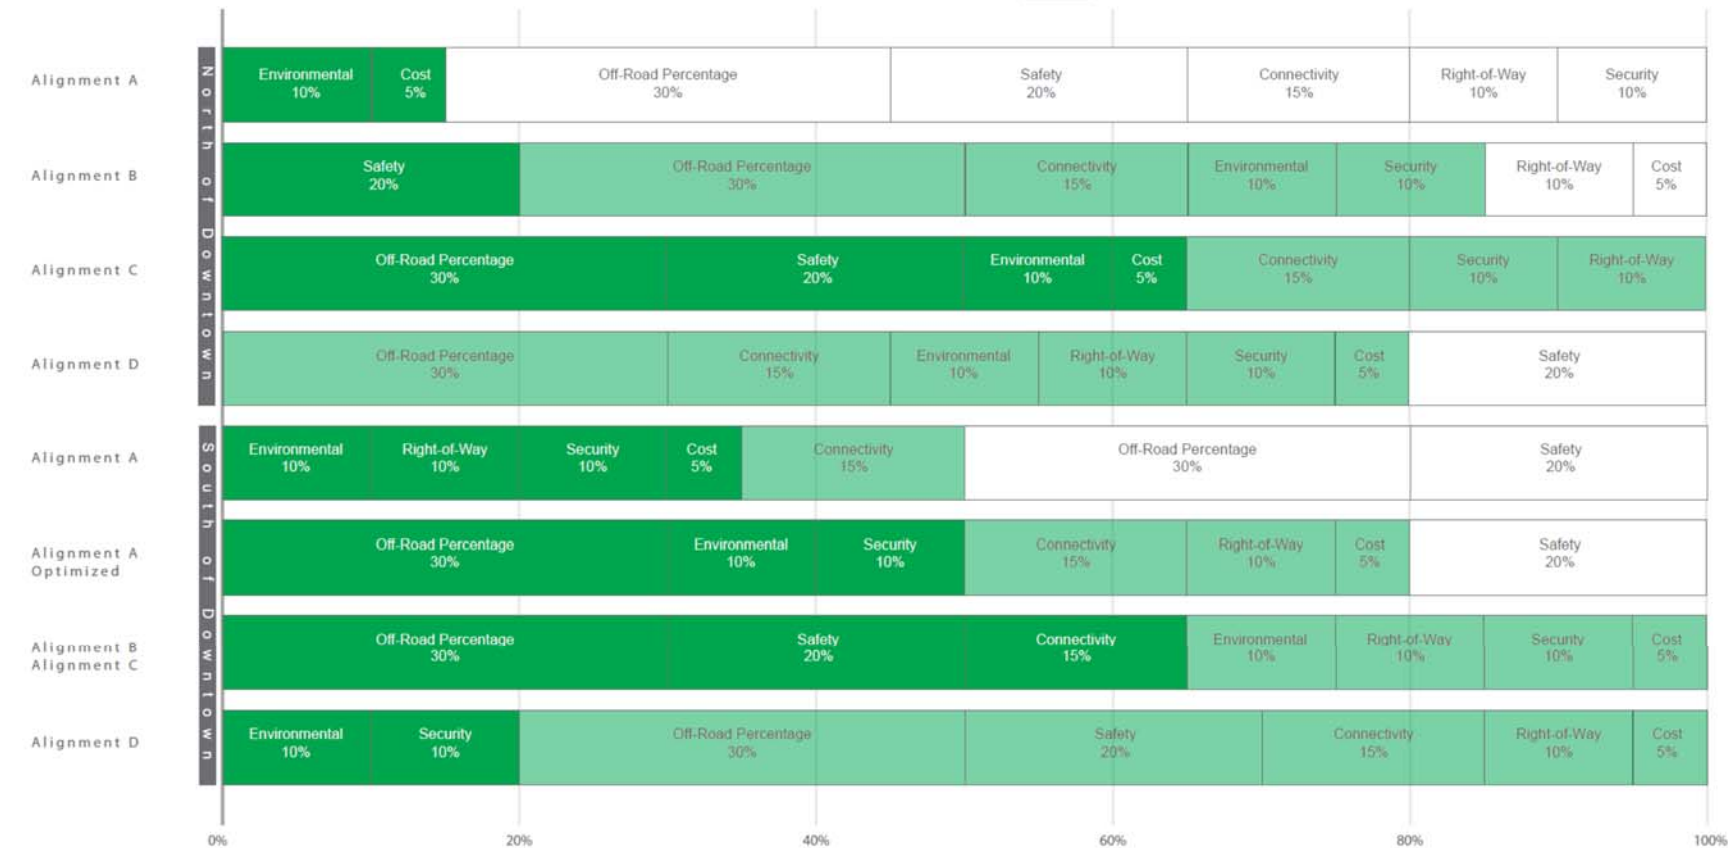 North of Downtown
Alignment A
Environmental Cost Off-Road Percentage Safety Connectivity Right-of-Way Security
10% 5% 30% 20% 15% 10% 10%
Alignment B
Safety Off-Road Percentage Connectivity Environmental Security Right-of-Way Cost
20% 30% 15% 10% 10% 10% 5%
Alignment C
Off-Road Percentage Safety Environmental Cost Connectivity Security Right-of-Way
30% 20% 10% 5% 15% 10% 10%
Alignment D
Off-Road Percentage Connectivity Environmental Right-of-Way Security Cost Safety
30% 15% 10% 10% 10% 5% 20%
South of Downtown
Alignment A
Environmental Right-of-Way Security Cost Connectivity Off-Road Percentage Safety
10% 10% 10% 5% 15% 30% 20%
Alignment A
Optimized
Off-Road Percentage Environmental Security Connectivity Right-of-Way Cost Safety
30% 10% 10% 15% 10% 5% 20%
Alignment B
Alignment C
Off-Road Percentage Safety Connectivity Environmental Right-of-Way Security Cost
30% 20% 15% 10% 10% 10% 5%
Alignment D
Environmental Security Off-Road Percentage Safety Connectivity Right-of-Way Cost
10% 10% 30% 20% 15% 10% 5%
0% 20% 40% 60% 80% 100%